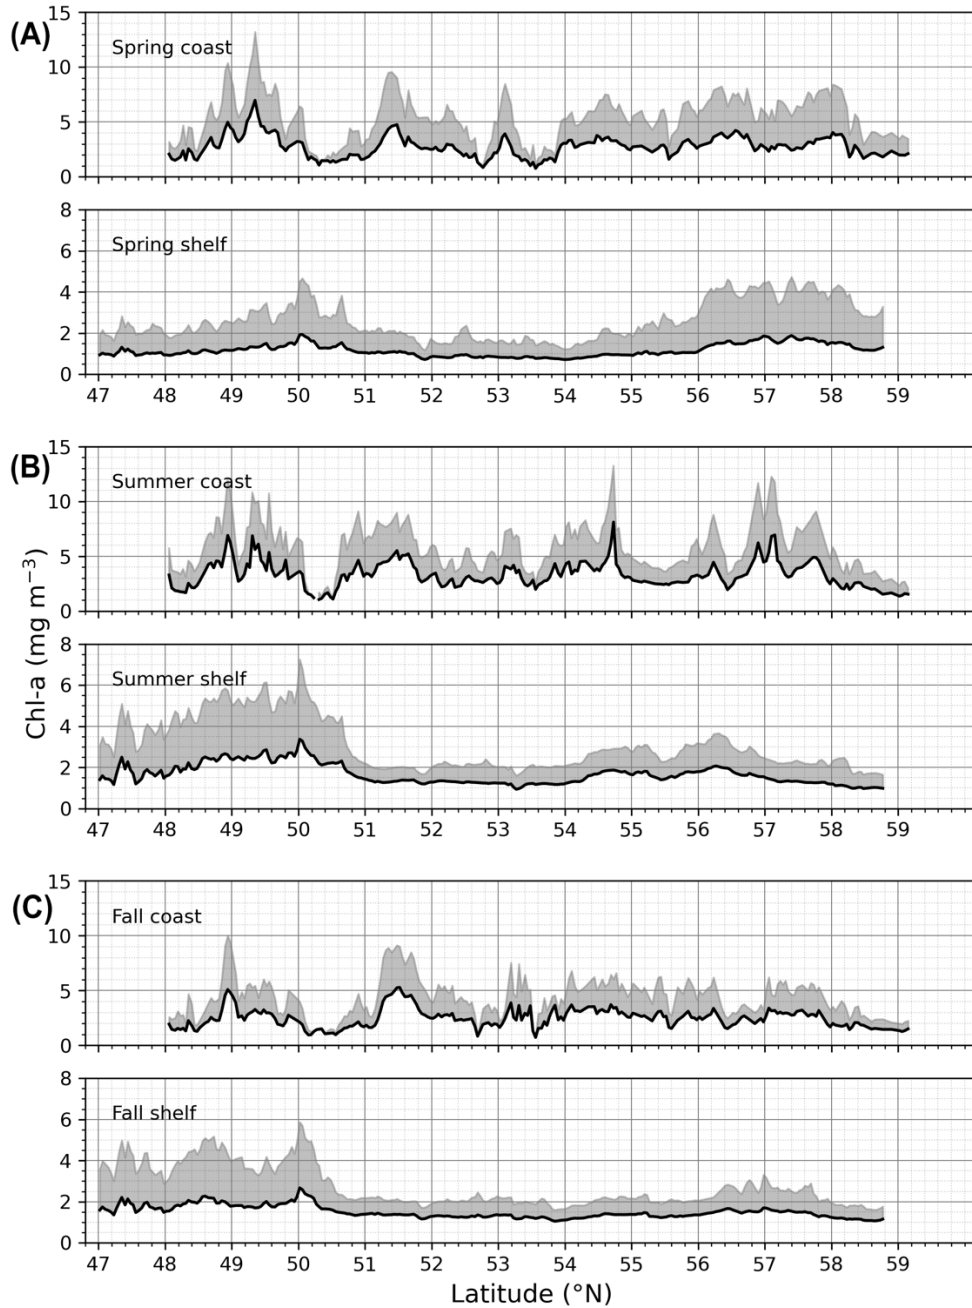 (A)
15
10
5
0
Spring coast
8
6
4
2
0
Spring shelf
47 48 49 50 51 52 53 54 55 56 57 58 59
(B)
15
10
5
0
Summer coast
Chl-a (mg m⁻³)
8
6
4
2
0
Summer shelf
47 48 49 50 51 52 53 54 55 56 57 58 59
(C)
15
10
5
0
Fall coast
8
6
4
2
0
Fall shelf
47 48 49 50 51 52 53 54 55 56 57 58 59
Latitude (°N)